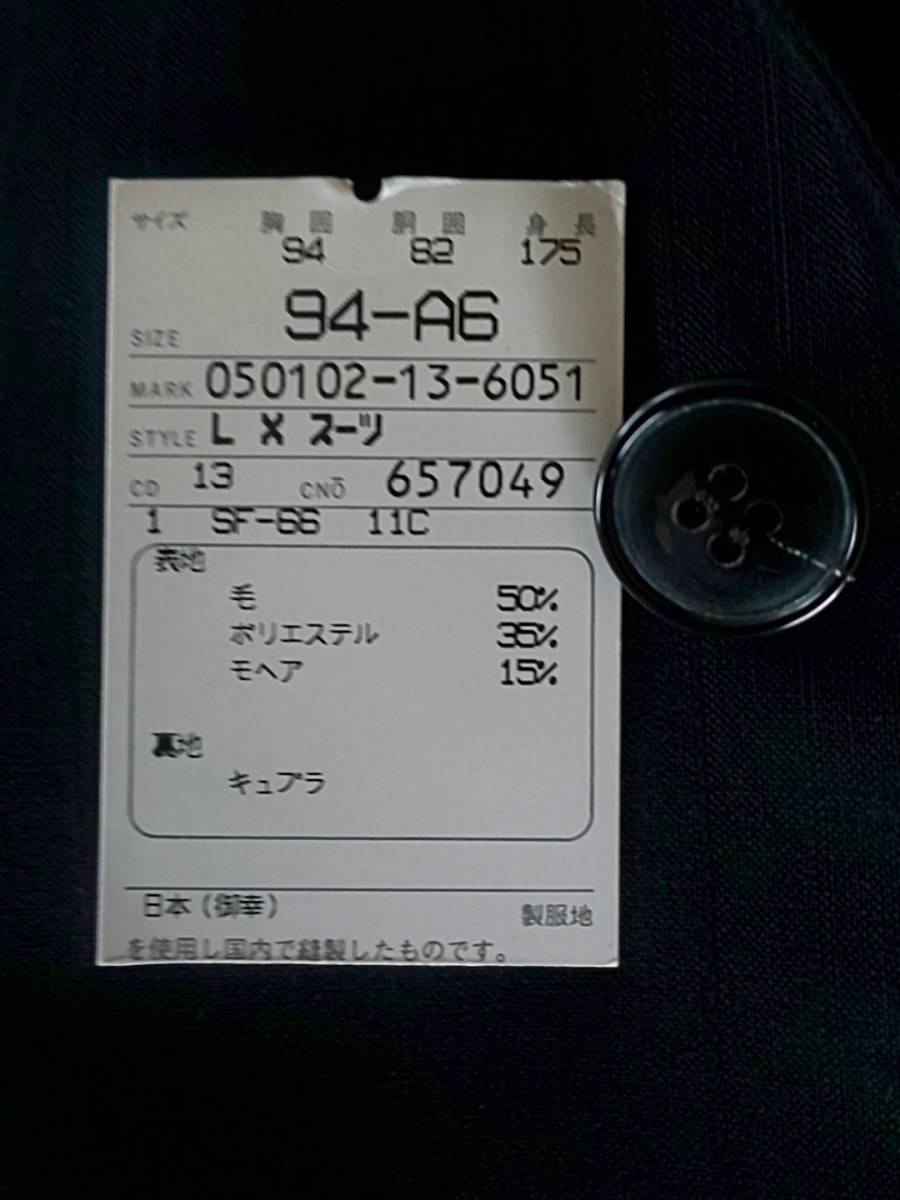 サイズ 胸囲 胴囲 身長
94 82 175
SIZE 94-A6
MARK 050102-13-6051
STYLE L X スーツ
CD 13 CNŌ 657049
1 SF-66 11C
表地
毛 50%
ポリエステル 35%
モヘア 15%
裏地
キュプラ
日本(御幸) 製服地
を使用し国内で縫製したものです。